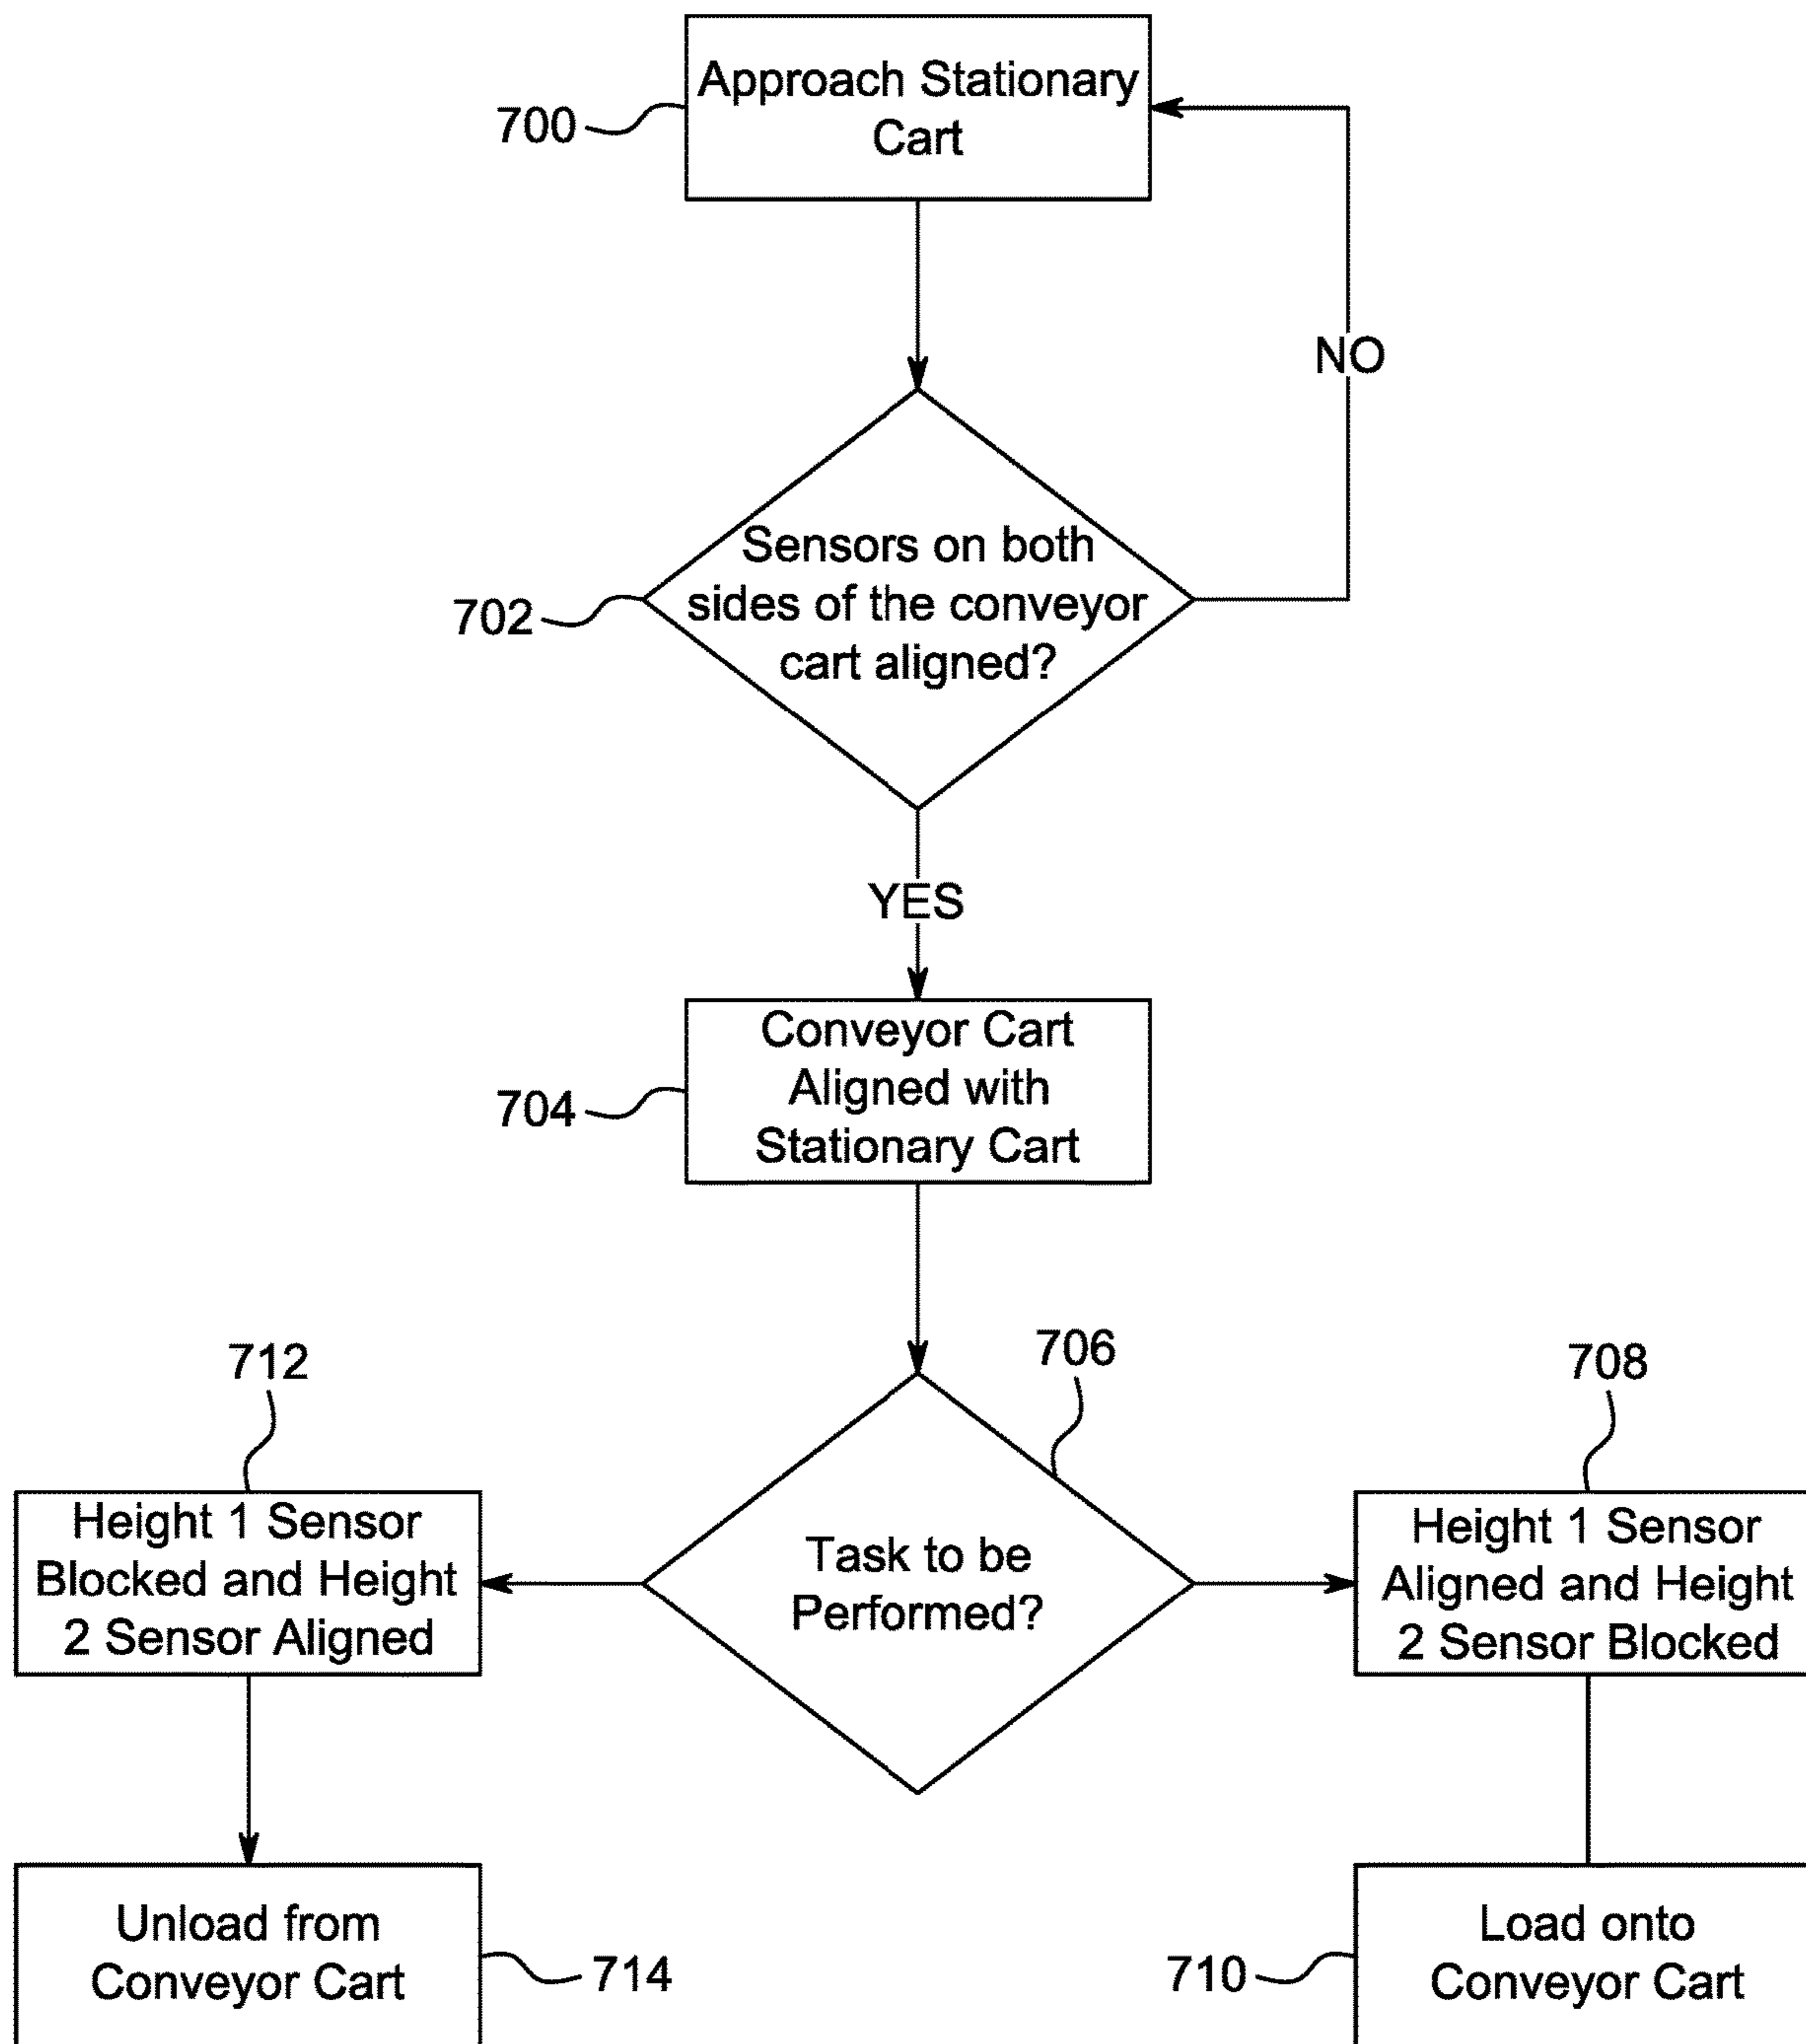 Approach Stationary
Cart
700
NO
Sensors on both
sides of the conveyor
cart aligned?
702
YES
Conveyor Cart
Aligned with
Stationary Cart
704
712
706
708
Height 1 Sensor
Blocked and Height
2 Sensor Aligned
Task to be
Performed?
Height 1 Sensor
Aligned and Height
2 Sensor Blocked
Unload from
Conveyor Cart
714
710
Load onto
Conveyor Cart